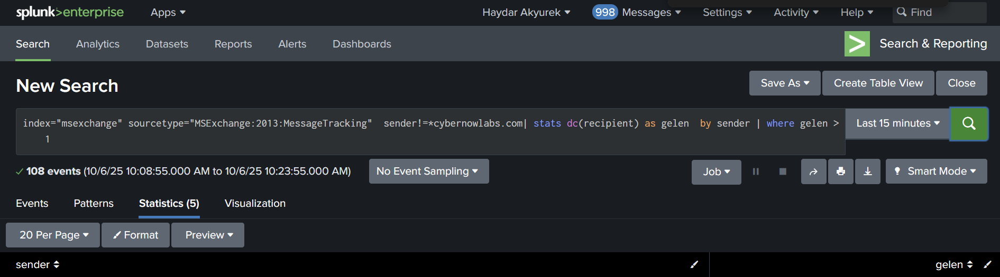 splunk>enterprise Apps Haydar Akyurek 998 Messages Settings Activity Help Find
Search Analytics Datasets Reports Alerts Dashboards Search & Reporting
New Search Save As Create Table View Close
index="msexchange" sourcetype="MSExchange:2013:MessageTracking"  sender!=*cybernowlabs.com| stats dc(recipient) as gelen  by sender | where gelen > Last 15 minutes
1
108 events (10/6/25 10:08:55.000 AM to 10/6/25 10:23:55.000 AM) No Event Sampling Job Smart Mode
Events Patterns Statistics (5) Visualization
20 Per Page Format Preview
sender gelen